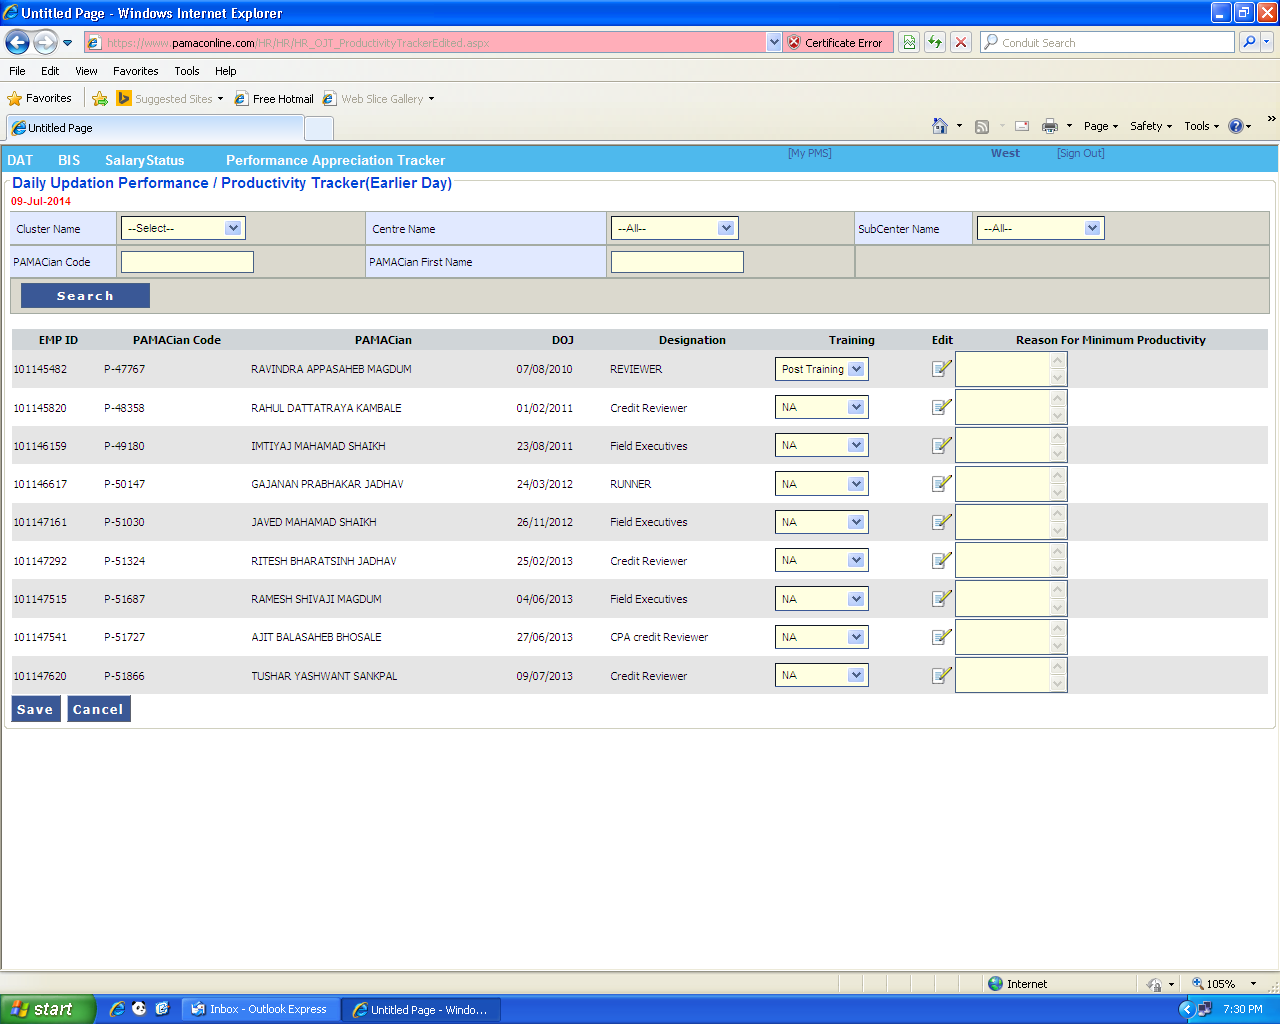 Untitled Page - Windows Internet Explorer
https://www.pamaconline.com/HR/HR/HR_OJT_ProductivityTrackerEdited.aspx Certificate Error Conduit Search
File Edit View Favorites Tools Help
Favorites Suggested Sites Free Hotmail Web Slice Gallery
Untitled Page Page Safety Tools
DAT BIS SalaryStatus Performance Appreciation Tracker [My PMS] West [Sign Out]
Daily Updation Performance / Productivity Tracker(Earlier Day)
09-Jul-2014
Cluster Name --Select-- Centre Name --All-- SubCenter Name --All--
PAMACian Code PAMACian First Name
Search
EMP ID PAMACian Code PAMACian DOJ Designation Training Edit Reason For Minimum Productivity
101145482 P-47767 RAVINDRA APPASAHEB MAGDUM 07/08/2010 REVIEWER Post Training
101145820 P-48358 RAHUL DATTATRAYA KAMBALE 01/02/2011 Credit Reviewer NA
101146159 P-49180 IMTIYAJ MAHAMAD SHAIKH 23/08/2011 Field Executives NA
101146617 P-50147 GAJANAN PRABHAKAR JADHAV 24/03/2012 RUNNER NA
101147161 P-51030 JAVED MAHAMAD SHAIKH 26/11/2012 Field Executives NA
101147292 P-51324 RITESH BHARATSINH JADHAV 25/02/2013 Credit Reviewer NA
101147515 P-51687 RAMESH SHIVAJI MAGDUM 04/06/2013 Field Executives NA
101147541 P-51727 AJIT BALASAHEB BHOSALE 27/06/2013 CPA credit Reviewer NA
101147620 P-51866 TUSHAR YASHWANT SANKPAL 09/07/2013 Credit Reviewer NA
Save Cancel
Internet 105%
start Inbox - Outlook Express Untitled Page - Windo... 7:30 PM